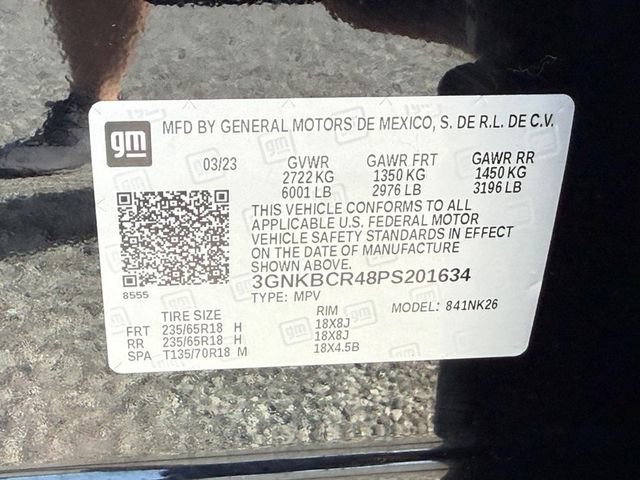 gm MFD BY GENERAL MOTORS DE MEXICO, S. DE R.L. DE C.V.
03/23 GVWR GAWR FRT GAWR RR
2722 KG 1350 KG 1450 KG
6001 LB 2976 LB 3196 LB
THIS VEHICLE CONFORMS TO ALL
APPLICABLE U.S. FEDERAL MOTOR
VEHICLE SAFETY STANDARDS IN EFFECT
ON THE DATE OF MANUFACTURE
SHOWN ABOVE.
8555
3GNKBCR48PS201634
TYPE: MPV MODEL: 841NK26
TIRE SIZE RIM
FRT 235/65R18 H 18X8J
RR 235/65R18 H 18X8J
SPA T135/70R18 M 18X4.5B